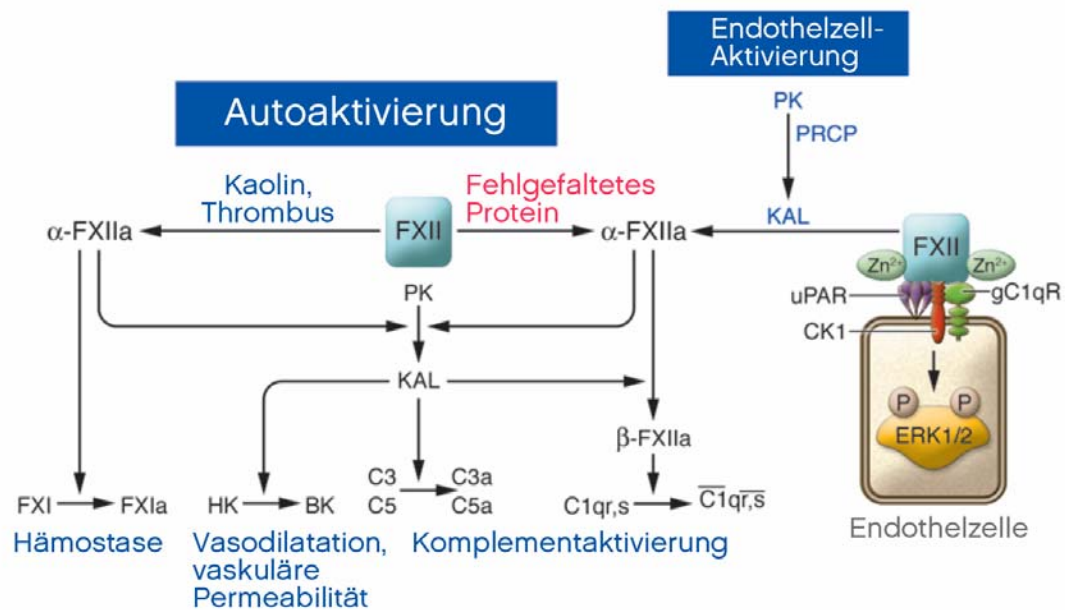 Endothelzell-
Aktivierung
Autoaktivierung
PK
PRCP
KAL
Kaolin,
Thrombus
Fehlgefaltetes
Protein
α-FXIIa
FXII
α-FXIIa
FXII
Zn²⁺
Zn²⁺
uPAR
gC1qR
CK1
PK
KAL
β-FXIIa
P
P
ERK1/2
FXI
FXIa
HK
BK
C3
C5
C3a
C5a
C1qr,s
C̅1̅qr̅,̅s̅
Endothelzelle
Hämostase
Vasodilatation,
vaskuläre
Permeabilität
Komplementaktivierung